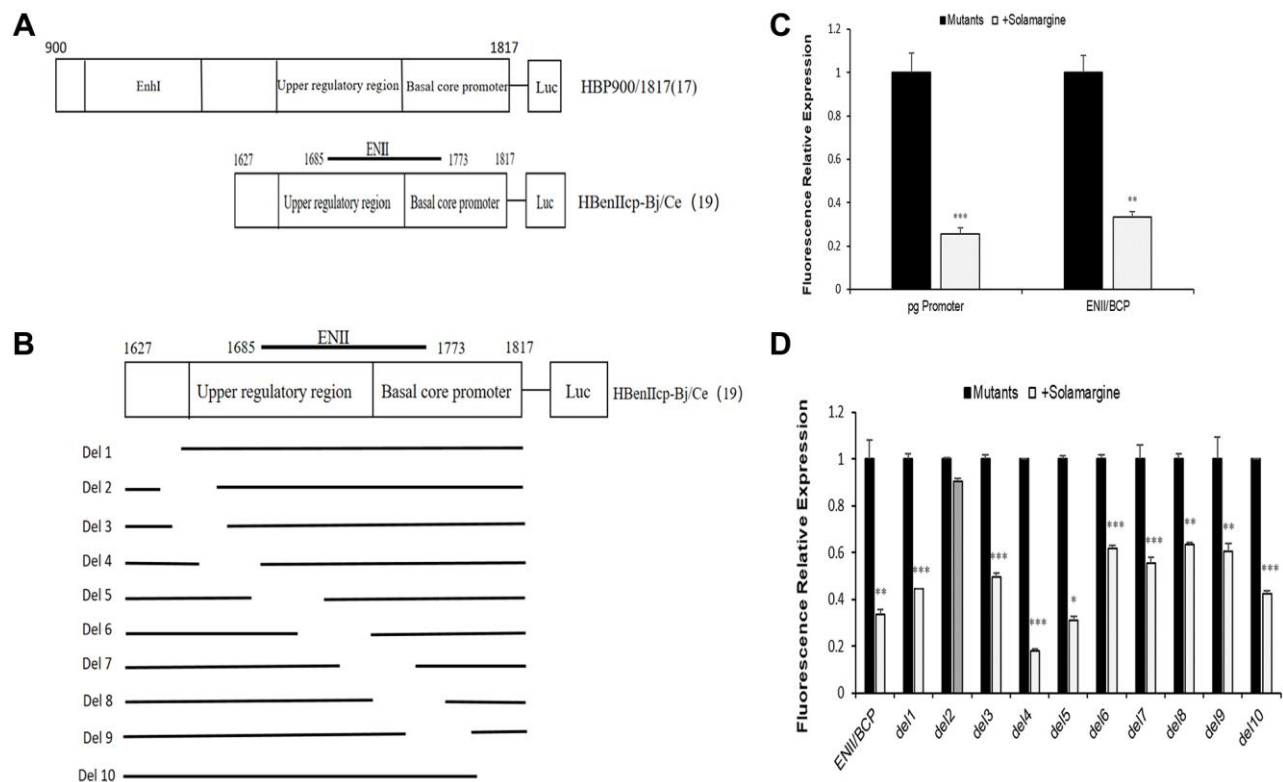 A
900
1817
EnhI
Upper regulatory region
Basal core promoter
Luc
HBP900/1817(17)
ENII
1627
1685
1773
1817
Upper regulatory region
Basal core promoter
Luc
HBenIIcp-Bj/Ce (19)
B
ENII
1627
1685
1773
1817
Upper regulatory region
Basal core promoter
Luc
HBenIIcp-Bj/Ce (19)
Del 1
Del 2
Del 3
Del 4
Del 5
Del 6
Del 7
Del 8
Del 9
Del 10
C
Mutants +Solamargine
Fluorescence Relative Expression
1.2
1
0.8
0.6
0.4
0.2
0
***
**
pg Promoter
ENII/BCP
D
Mutants +Solamargine
Fluorescence Relative Expression
1.2
1
0.8
0.6
0.4
0.2
0
**
***
***
***
*
***
***
**
**
***
ENII/BCP
del1
del2
del3
del4
del5
del6
del7
del8
del9
del10